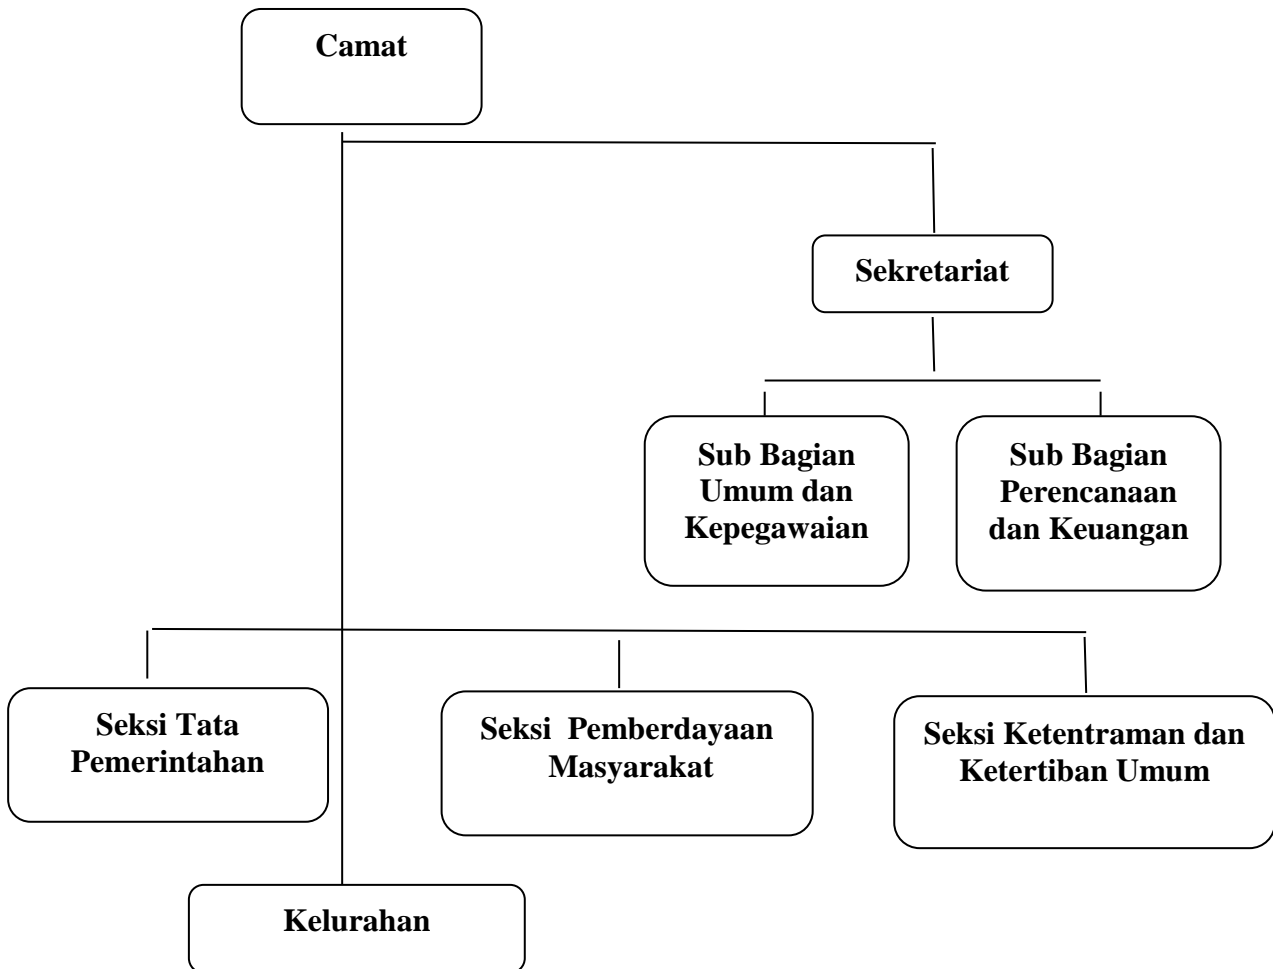 Camat
Sekretariat
Sub Bagian
Umum dan
Kepegawaian
Sub Bagian
Perencanaan
dan Keuangan
Seksi Tata
Pemerintahan
Seksi  Pemberdayaan
Masyarakat
Seksi Ketentraman dan
Ketertiban Umum
Kelurahan